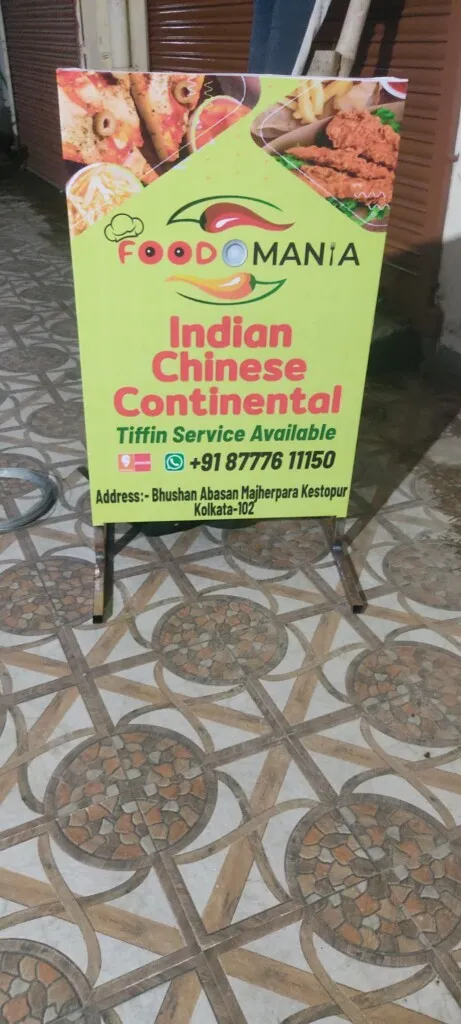 FOODOMANIA
Indian
Chinese
Continental
Tiffin Service Available
+91 87776 11150
Address:- Bhushan Abasan Majherpara Kestopur
Kolkata-102